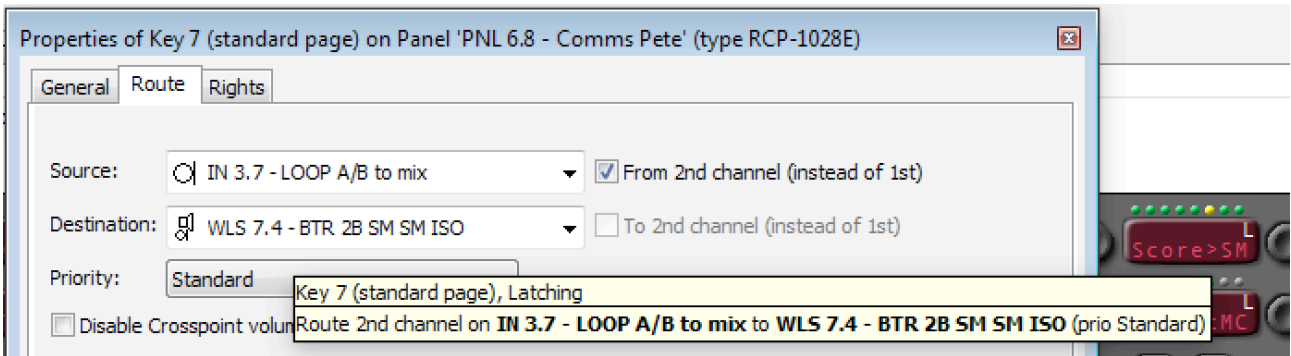 Properties of Key 7 (standard page) on Panel 'PNL 6.8 - Comms Pete' (type RCP-1028E)
General Route Rights
Source: IN 3.7 - LOOP A/B to mix From 2nd channel (instead of 1st)
Destination: WLS 7.4 - BTR 2B SM SM ISO To 2nd channel (instead of 1st)
L
Score>SM
Priority: Standard
Key 7 (standard page), Latching
L
Disable Crosspoint
Route 2nd channel on IN 3.7 - LOOP A/B to mix to WLS 7.4 - BTR 2B SM SM ISO (prio Standard)
:MC